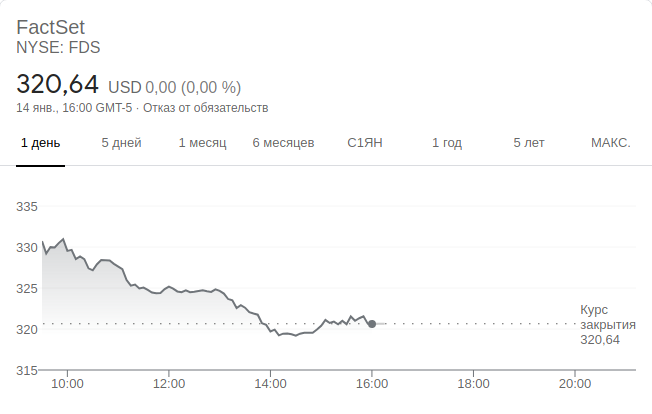 FactSet
NYSE: FDS
320,64 USD 0,00 (0,00 %)
14 янв., 16:00 GMT-5 · Отказ от обязательств
1 день 5 дней 1 месяц 6 месяцев С1ЯН 1 год 5 лет МАКС.
335
330
325
320
315
Курс
закрытия
320,64
10:00 12:00 14:00 16:00 18:00 20:00